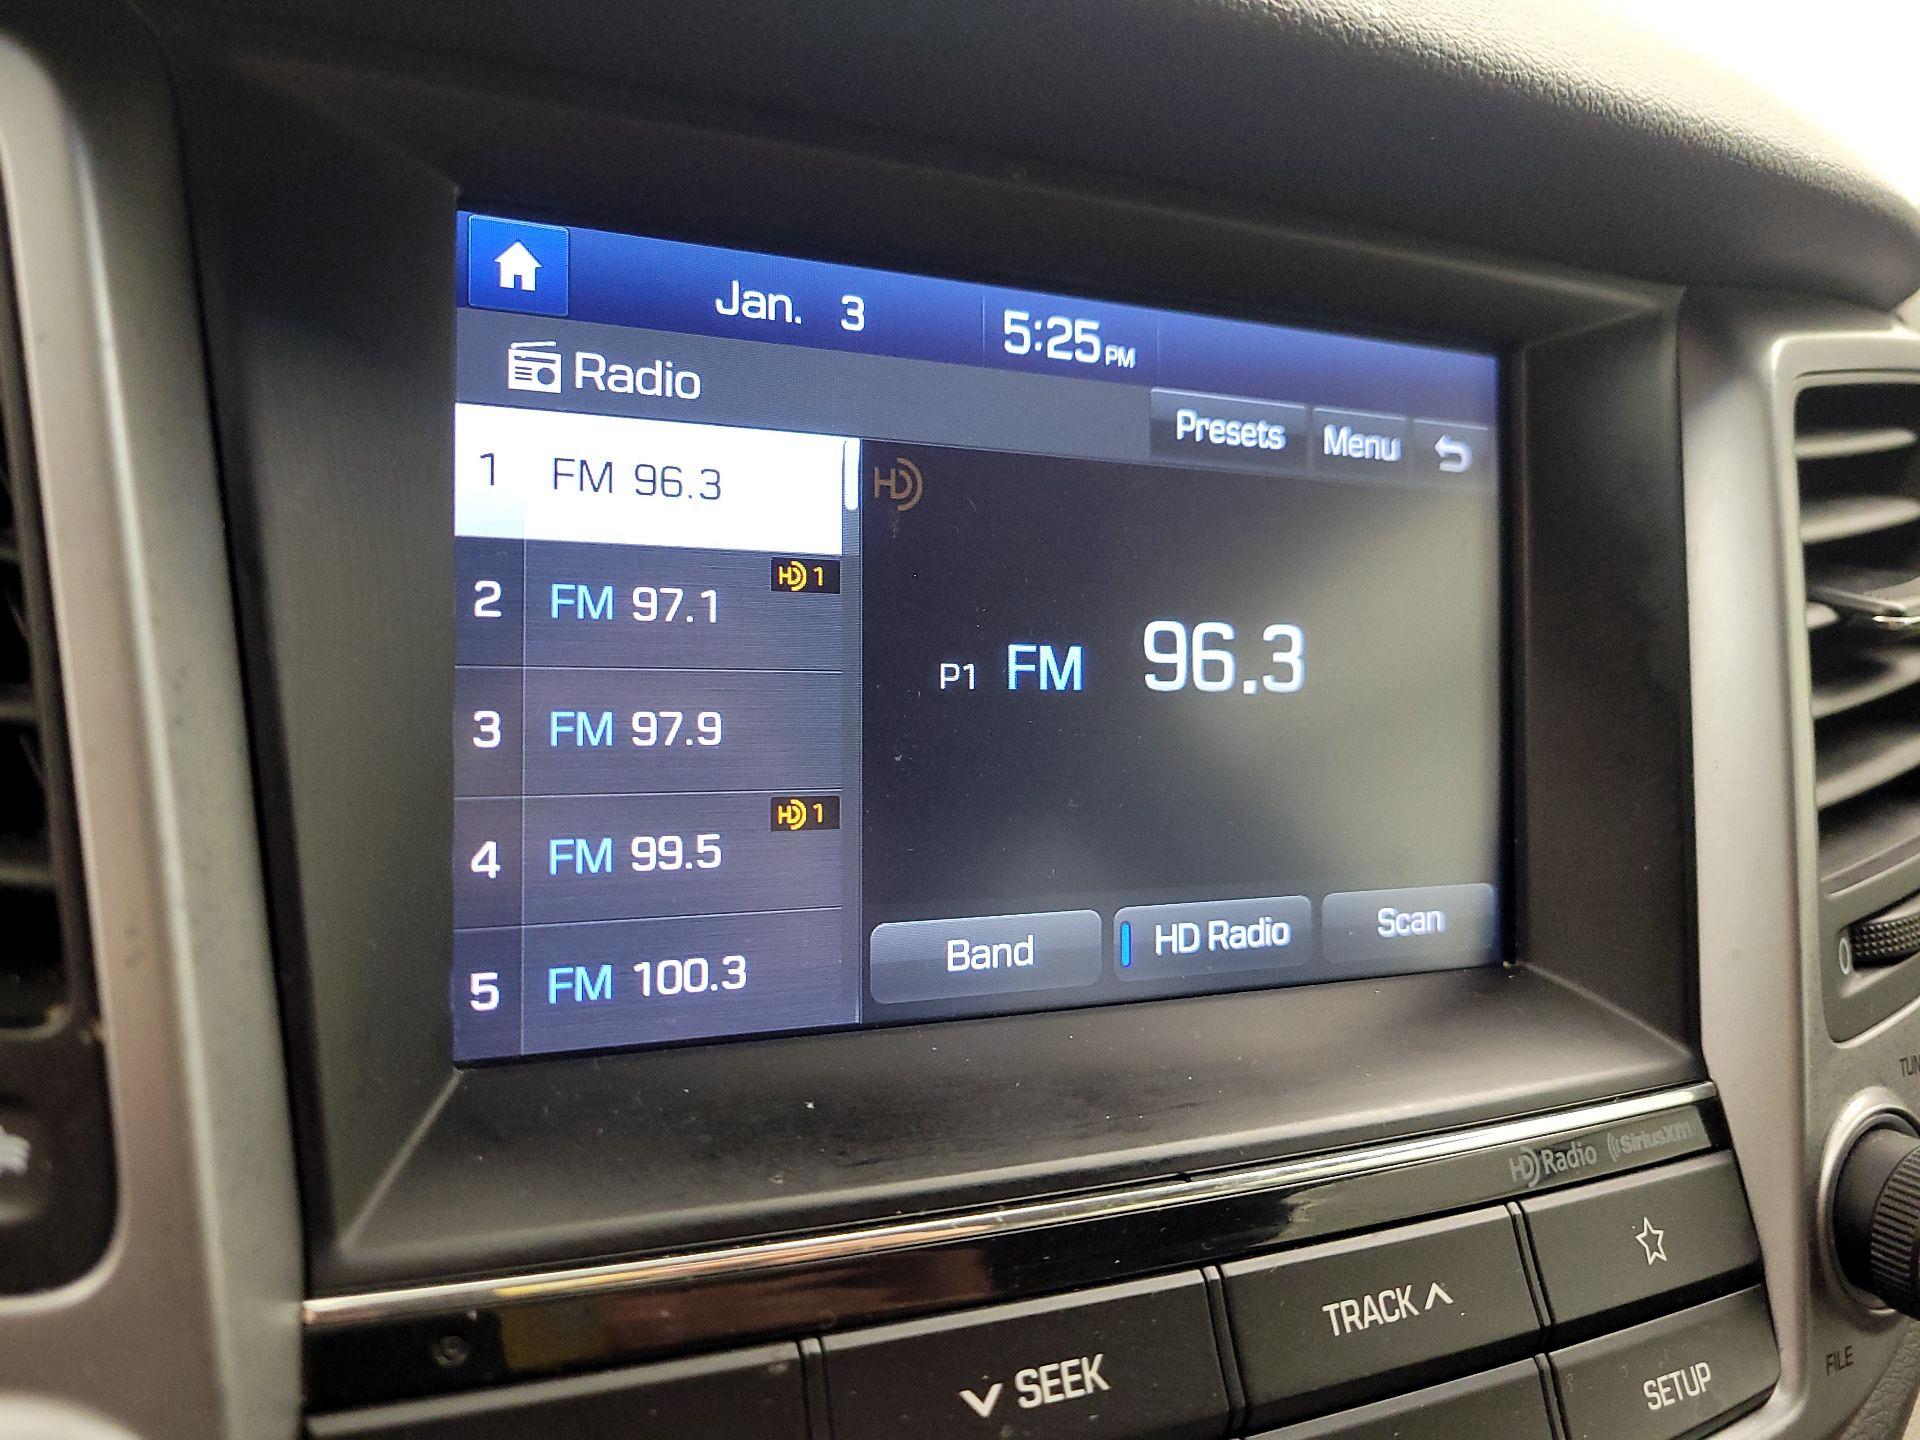 Jan. 3 5:25 PM
Radio
Presets Menu
1 FM 96.3
HD
HD 1
2 FM 97.1
P1 FM 96.3
3 FM 97.9
HD 1
4 FM 99.5
5 FM 100.3
Band HD Radio Scan
0
HD Radio SiriusXm
TRACK
SEEK
SETUP
FILE